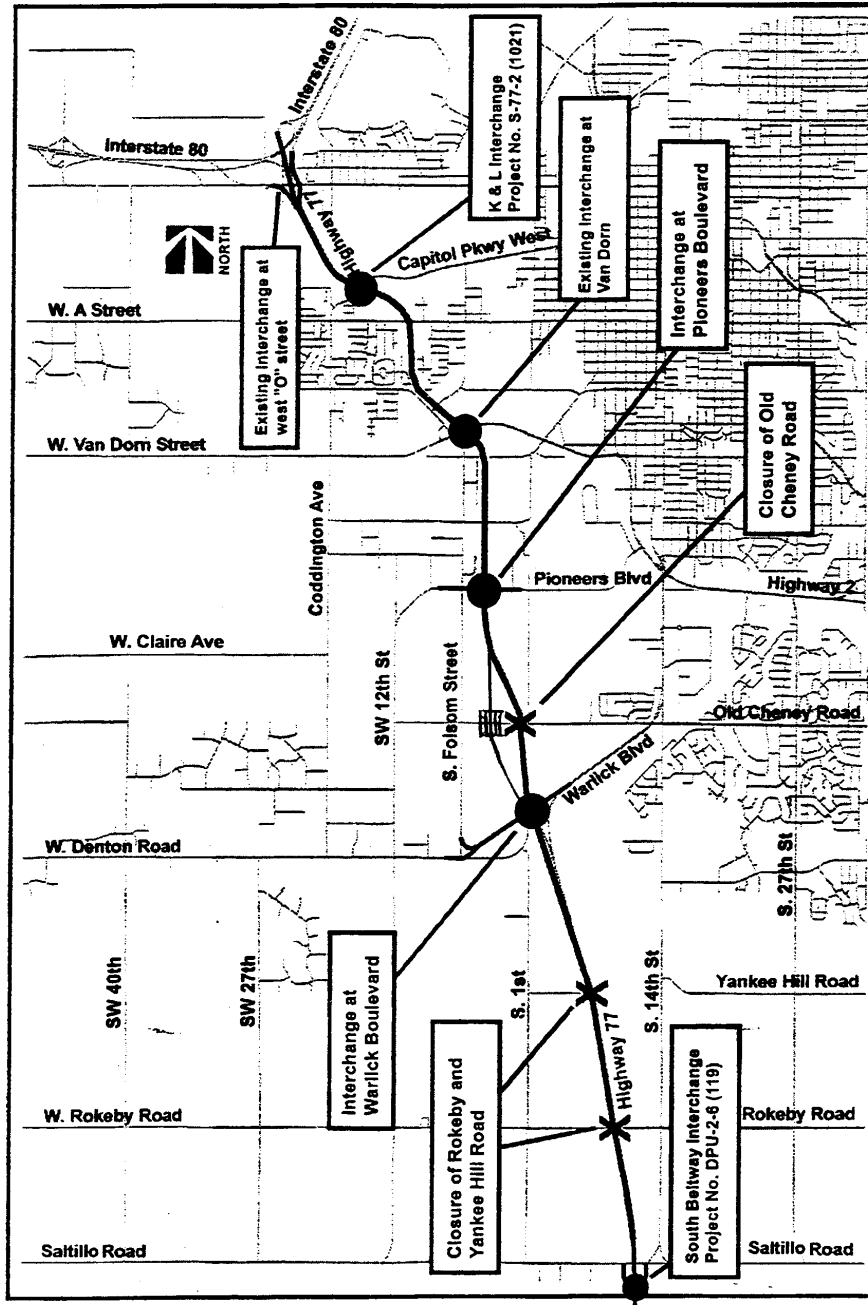 Interstate 80
Interstate 80
NORTH
Highway 77
K & L Interchange
Project No. S-77-2 (1021)
Existing Interchange at
Van Dorn
Interchange at
Pioneers Boulevard
Closure of Old
Cheney Road
Existing Interchange at
west "O" street
Capitol Pkwy West
W. A Street
W. Van Dorn Street
Coddington Ave
Pioneers Blvd
Highway 2
W. Claire Ave
SW 12th St
S. Folsom Street
Old Cheney Road
Warlick Blvd
W. Denton Road
S. 27th St
Interchange at
Warlick Boulevard
SW 40th
SW 27th
S. 1st
S. 14th St
Yankee Hill Road
Closure of Rokeby and
Yankee Hill Road
Highway 77
W. Rokeby Road
Rokeby Road
South Beltway Interchange
Project No. DPU-2-6 (119)
Saltillo Road
Saltillo Road